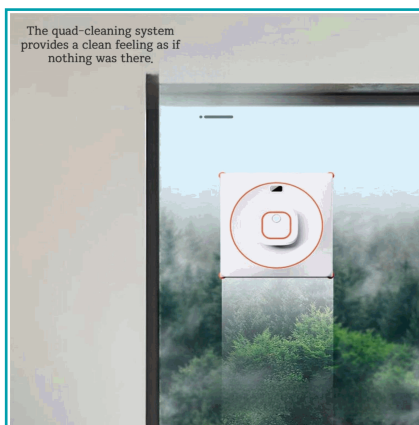 The quad-cleaning system
provides a clean feeling as if
nothing was there.